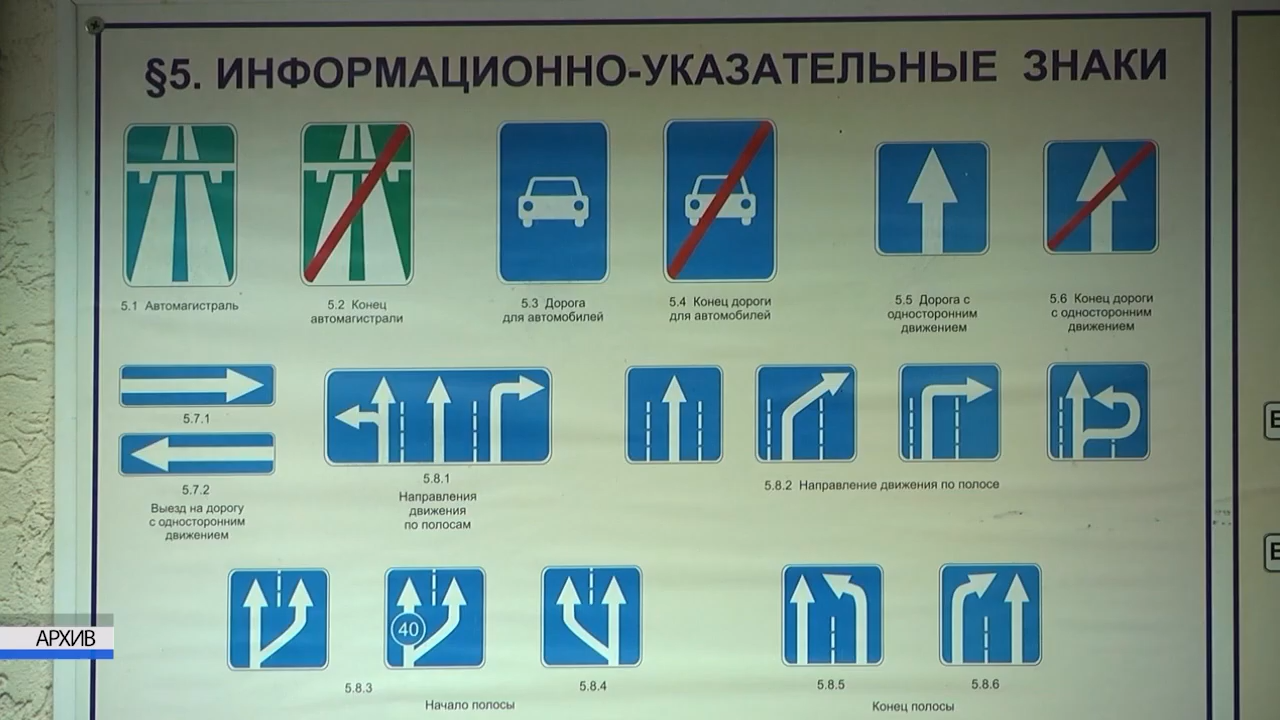 §5. ИНФОРМАЦИОННО-УКАЗАТЕЛЬНЫЕ ЗНАКИ
5.1 Автомагистраль
5.2 Конец
автомагистрали
5.3 Дорога
для автомобилей
5.4 Конец дороги
для автомобилей
5.5 Дорога с
односторонним
движением
5.6 Конец дороги
с односторонним
движением
5.7.1
5.7.2
Выезд на дорогу
с односторонним
движением
5.8.1
Направления
движения
по полосам
5.8.2 Направление движения по полосе
40
5.8.3
5.8.4
Начало полосы
5.8.5
5.8.6
Конец полосы
АРХИВ